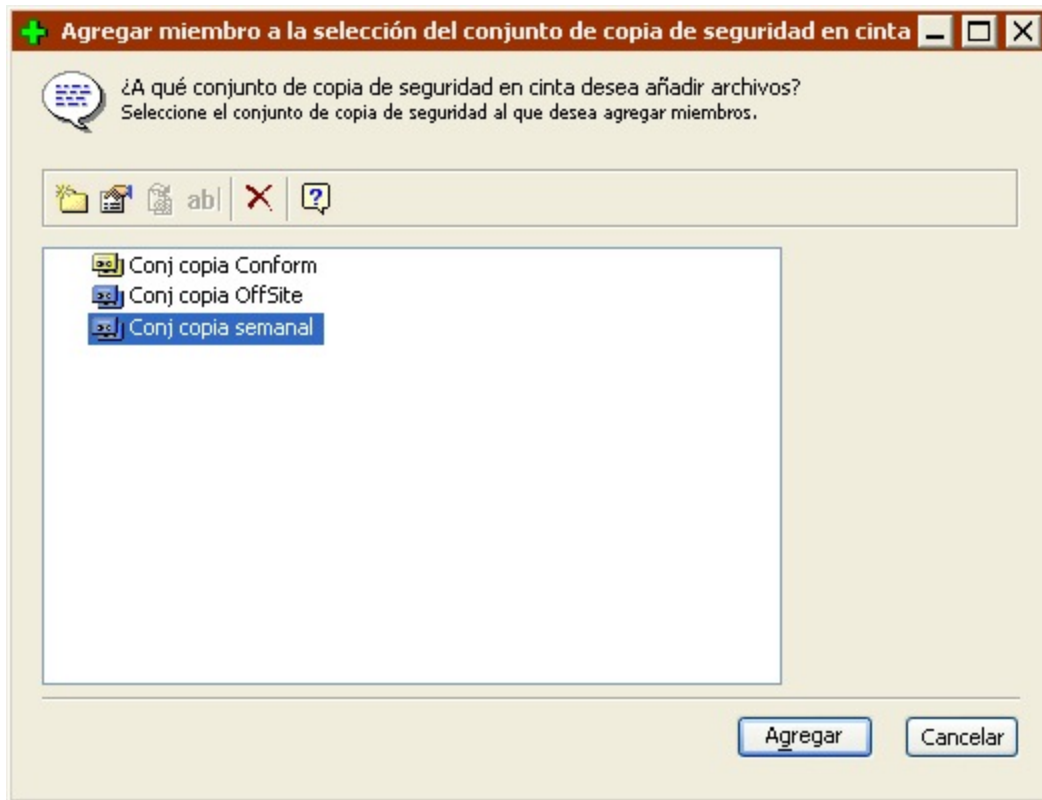 Agregar miembro a la selección del conjunto de copia de seguridad en cinta
¿A qué conjunto de copia de seguridad en cinta desea añadir archivos?
Seleccione el conjunto de copia de seguridad al que desea agregar miembros.
ab|
Conj copia Conform
Conj copia OffSite
Conj copia semanal
Agregar
Cancelar